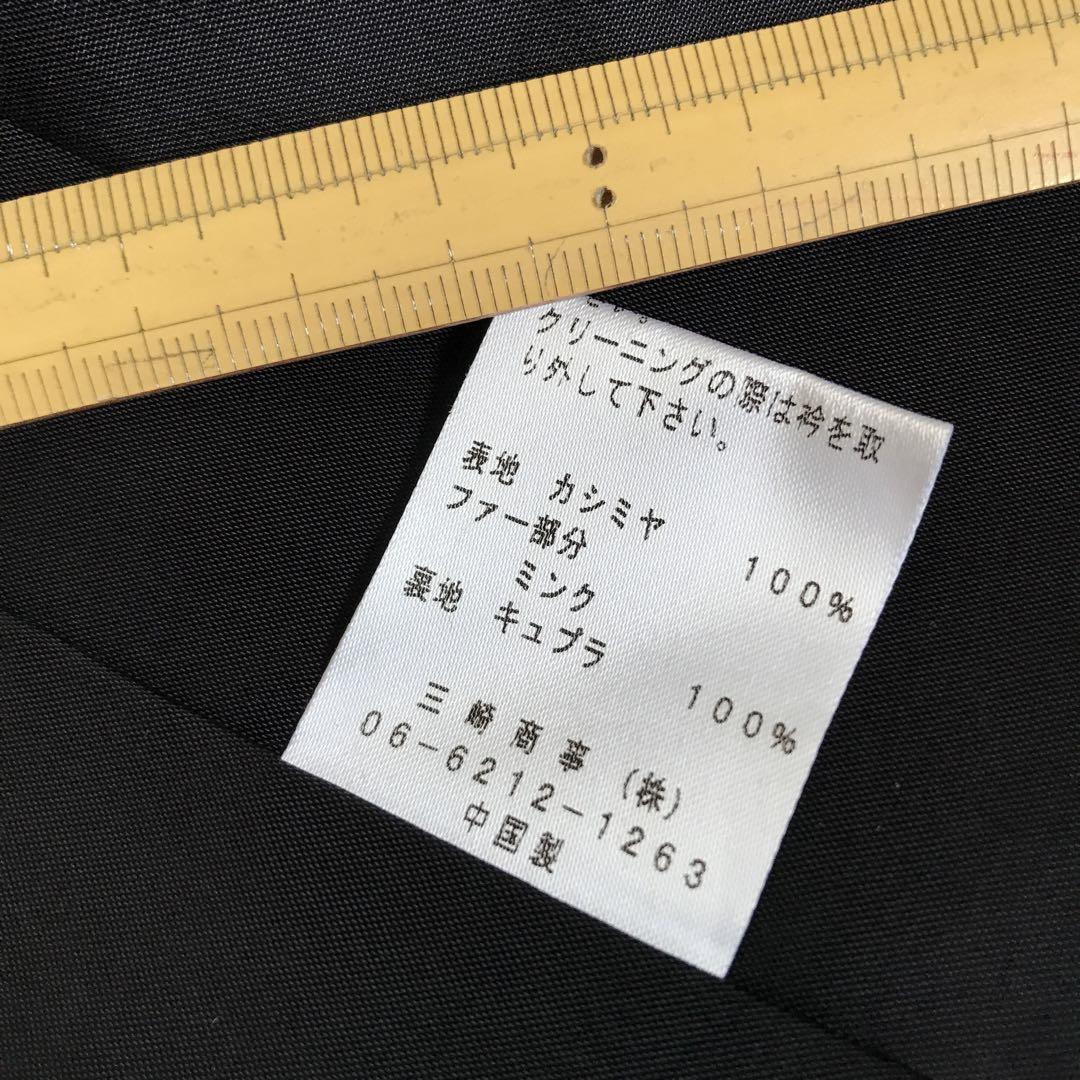 クリーニングの際は衿を取
り外して下さい。
表地 カシミヤ 100%
ファー部分
ミンク
裏地 キュプラ 100%
三崎商事(株)
06-6212-1263
中国製